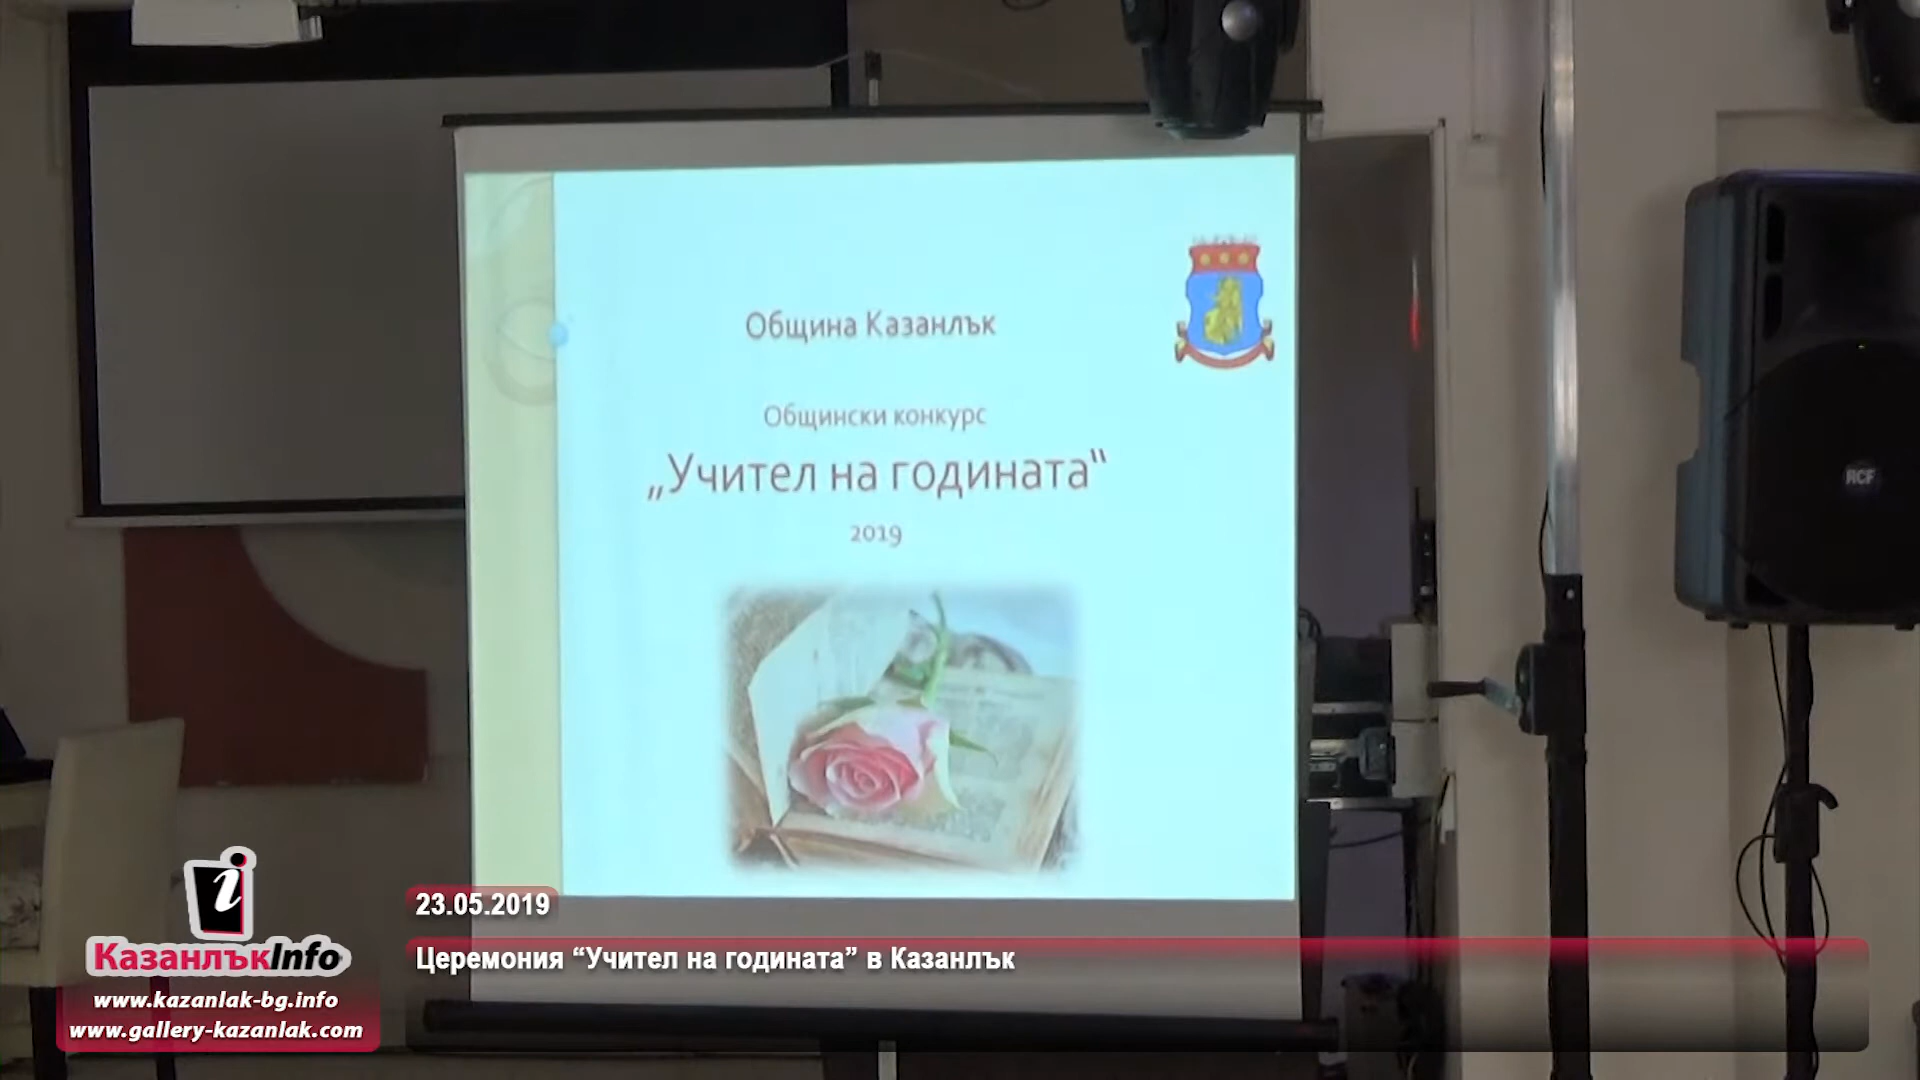 Община Казанлък
Общински конкурс
„Учител на годината“
2019
RCF
23.05.2019
Церемония “Учител на годината” в Казанлък
i
КазанлъкInfo
www.kazanlak-bg.info
www.gallery-kazanlak.com